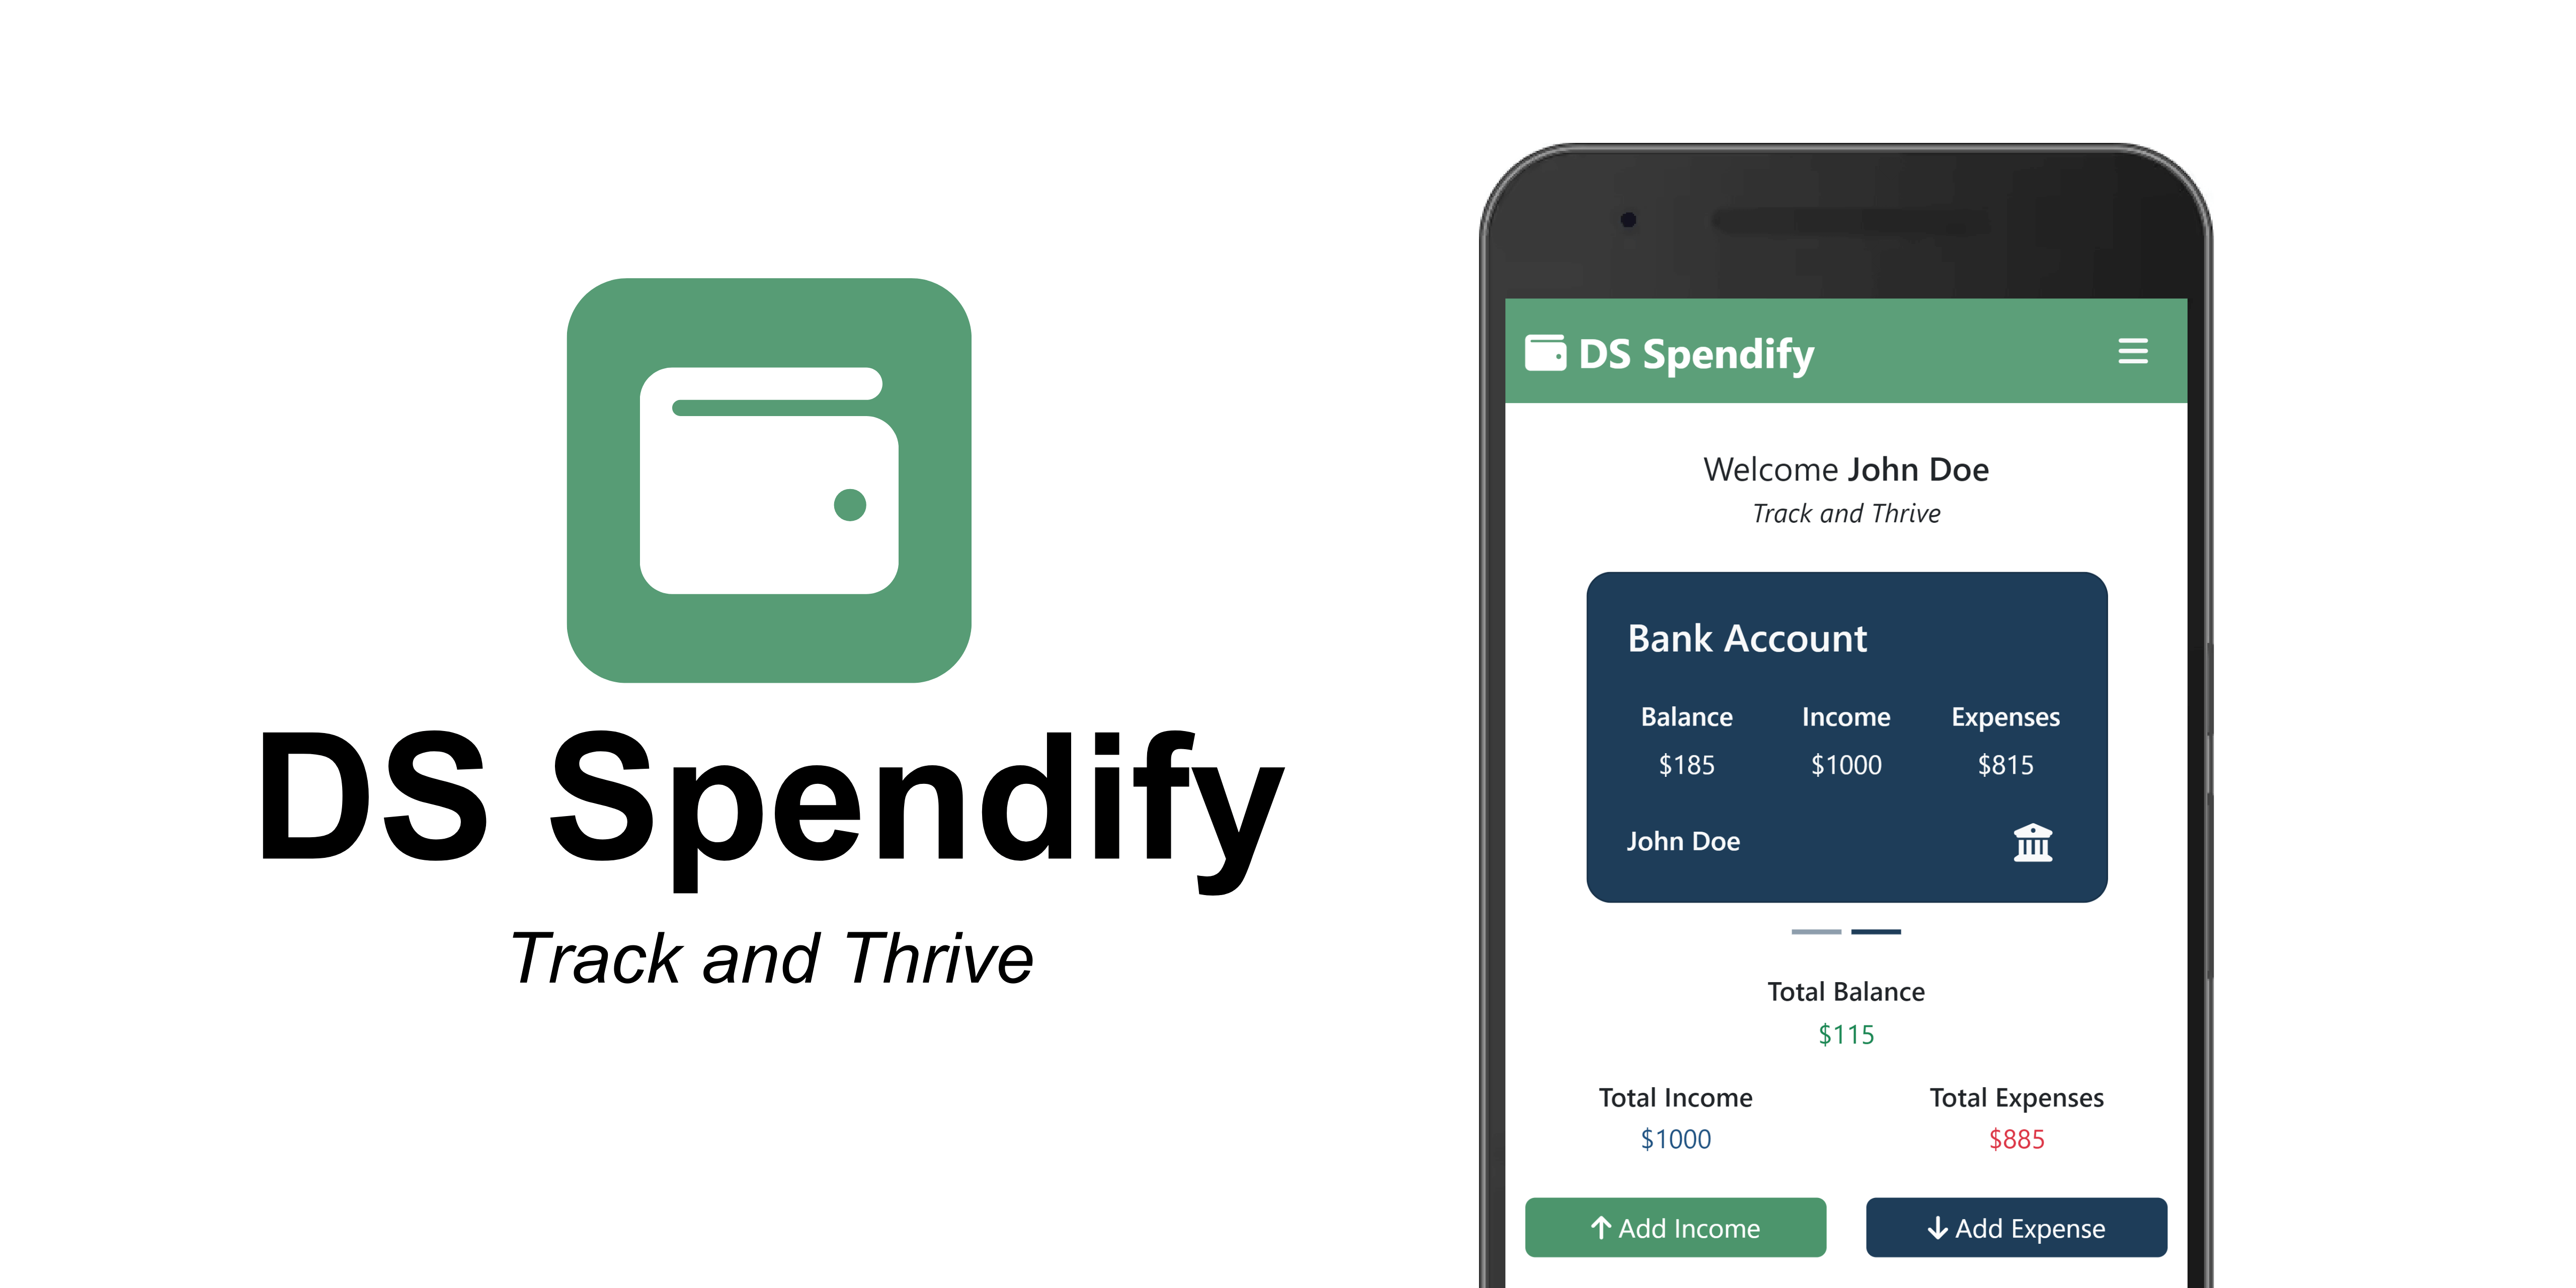 DS Spendify
Track and Thrive
DS Spendify
Welcome John Doe
Track and Thrive
Bank Account
Balance Income Expenses
$185 $1000 $815
John Doe
Total Balance
$115
Total Income Total Expenses
$1000 $885
Add Income Add Expense